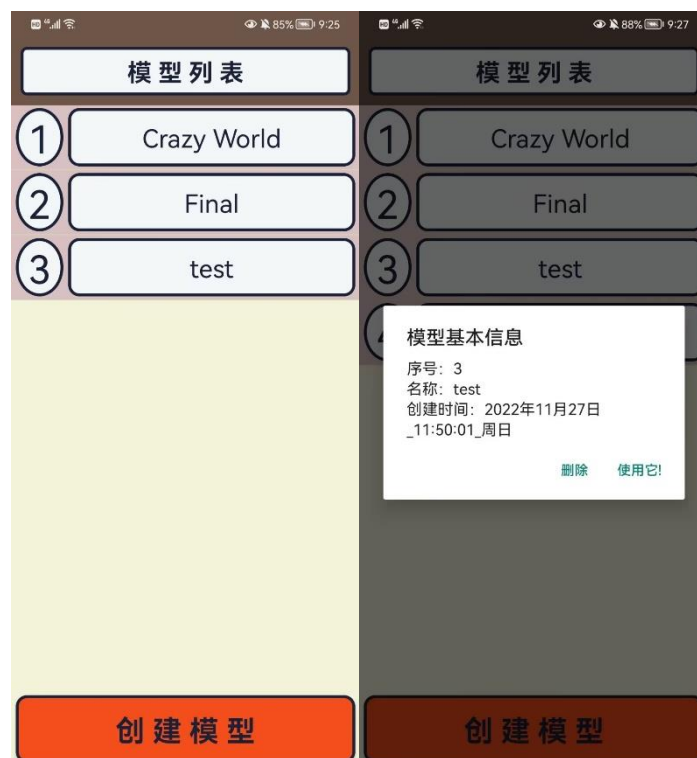 85% 9:25
模型列表
1 Crazy World
2 Final
3 test
创建模型
88% 9:27
模型列表
1 Crazy World
2 Final
3 test
模型基本信息
序号：3
名称：test
创建时间：2022年11月27日
_11:50:01_周日
删除 使用它!
创建模型